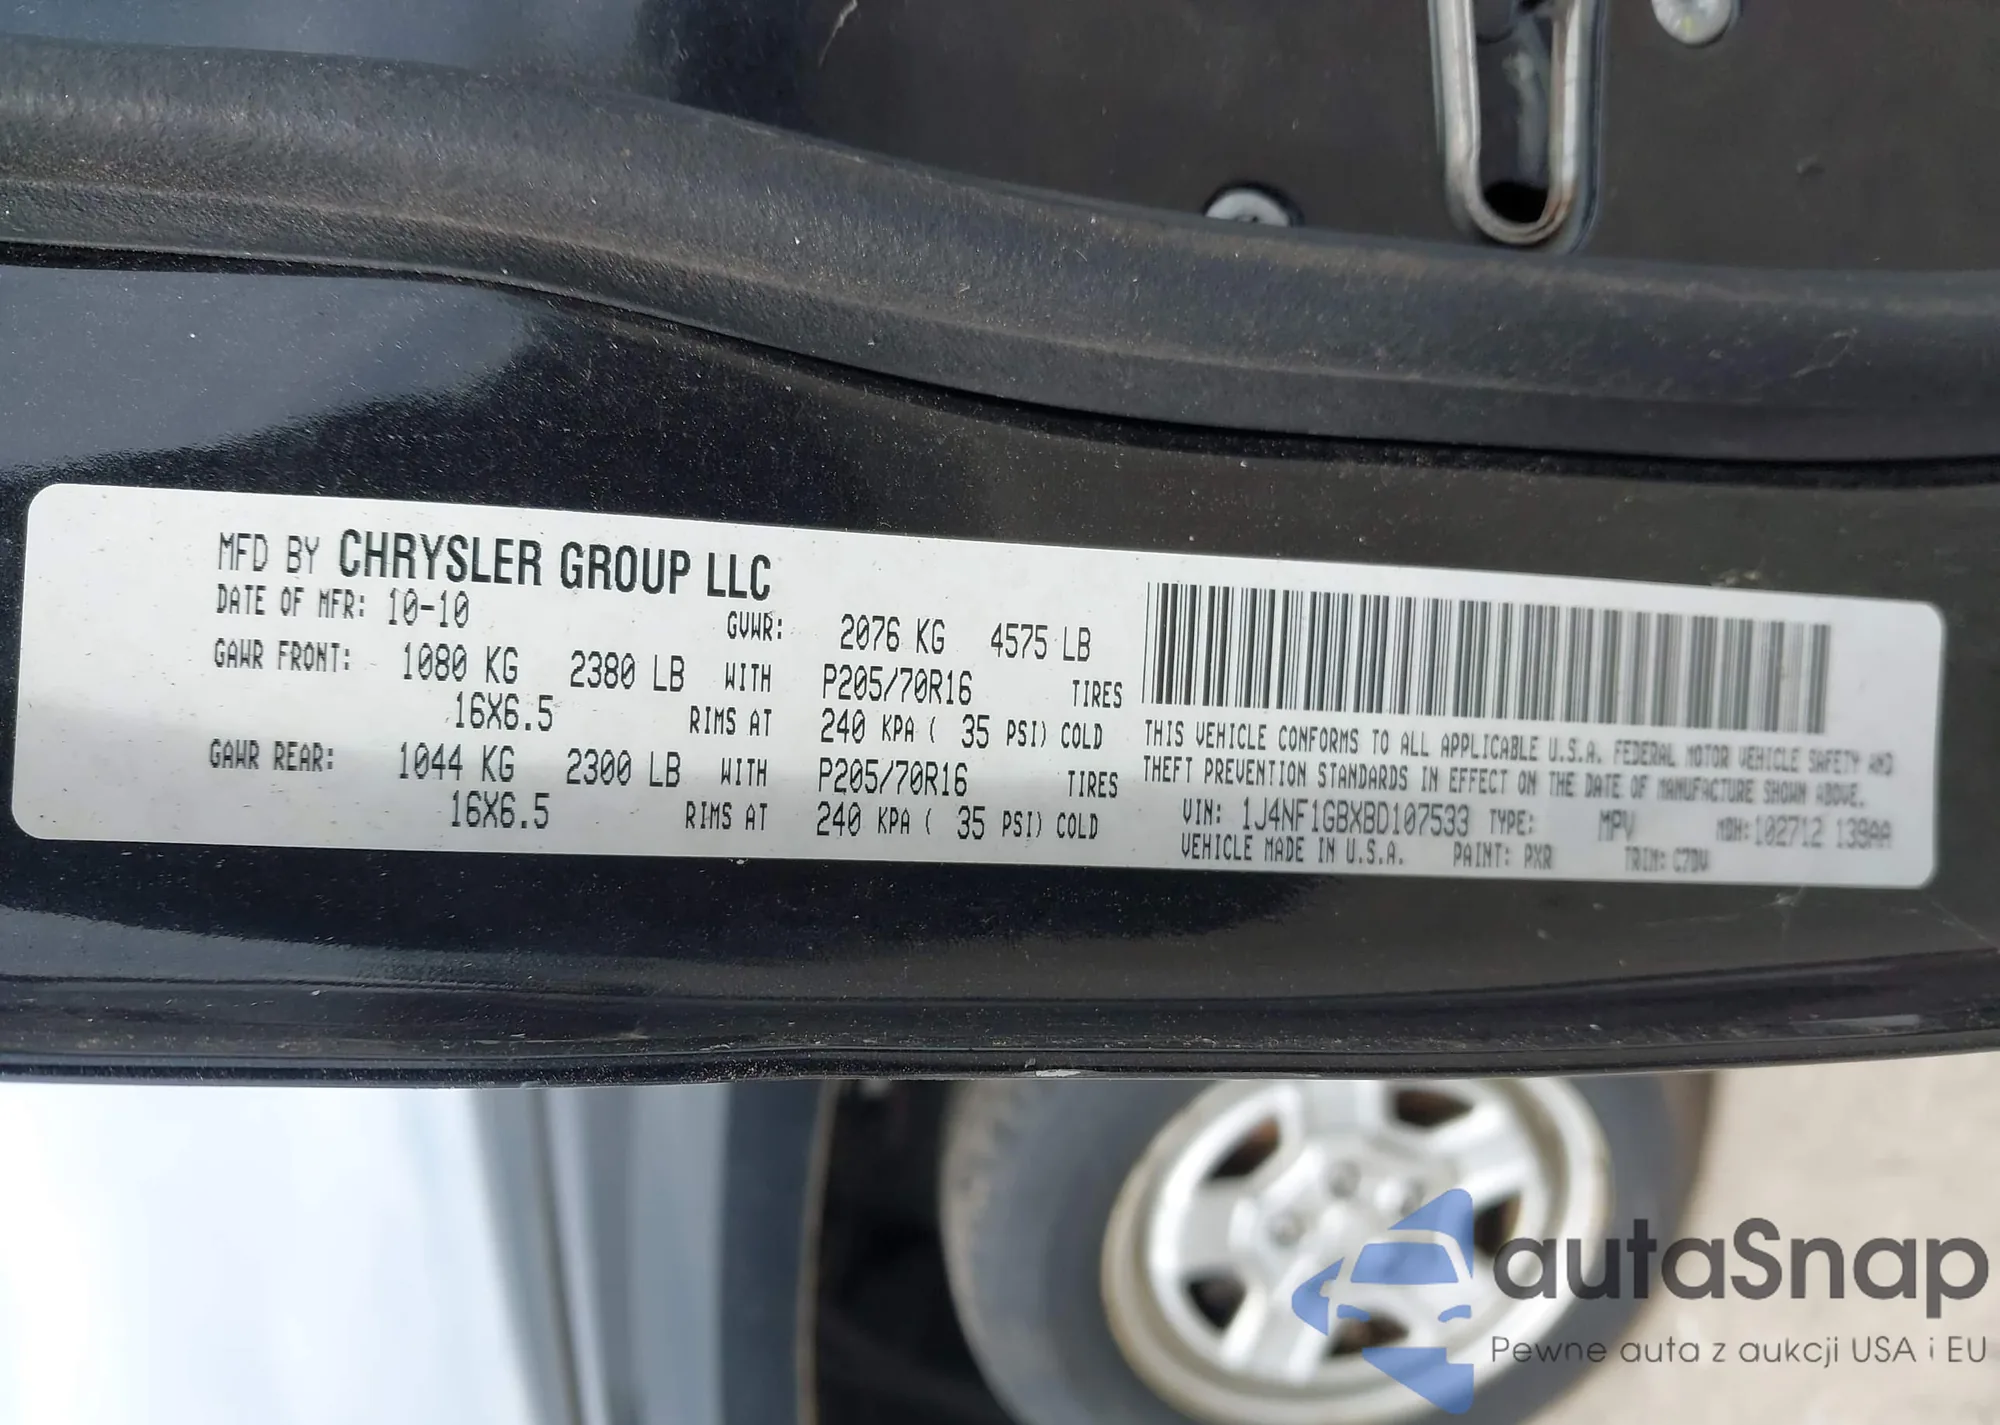 MFD BY CHRYSLER GROUP LLC
DATE OF MFR: 10-10 GVWR: 2076 KG 4575 LB
GAWR FRONT: 1080 KG 2380 LB WITH P205/70R16 TIRES
16X6.5 RIMS AT 240 KPA ( 35 PSI) COLD
GAWR REAR: 1044 KG 2300 LB WITH P205/70R16 TIRES
16X6.5 RIMS AT 240 KPA ( 35 PSI) COLD
THIS VEHICLE CONFORMS TO ALL APPLICABLE U.S.A. FEDERAL MOTOR VEHICLE SAFETY AND
THEFT PREVENTION STANDARDS IN EFFECT ON THE DATE OF MANUFACTURE SHOWN ABOVE.
VIN: 1J4NF1GBXBD107533 TYPE: MPV MDH: 102712 139AA
VEHICLE MADE IN U.S.A. PAINT: PXR TRIM:
autaSnap
Pewne auta z aukcji USA i EU